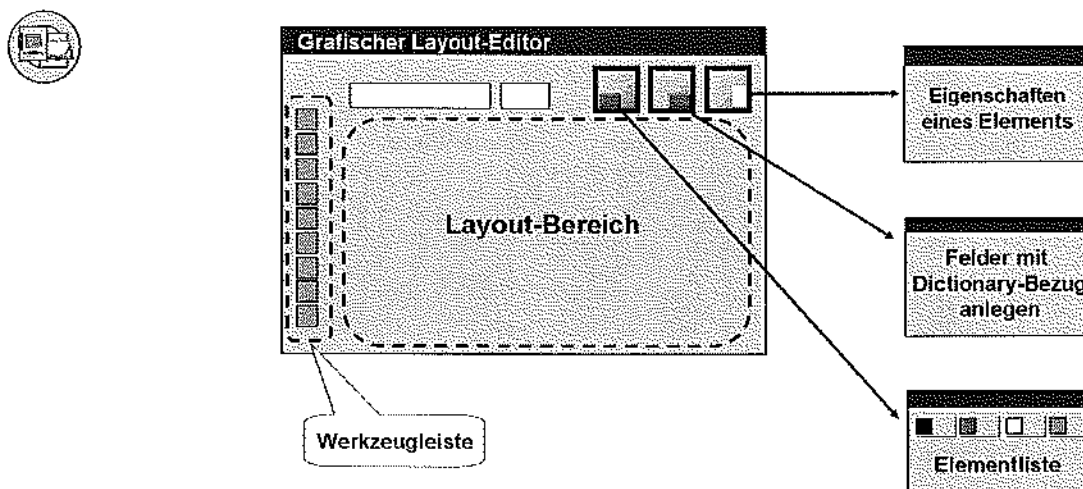 Grafischer Layout-Editor
Eigenschaften
eines Elements
Layout-Bereich
Felder mit
Dictionary-Bezug
anlegen
Werkzeugleiste
Elementliste